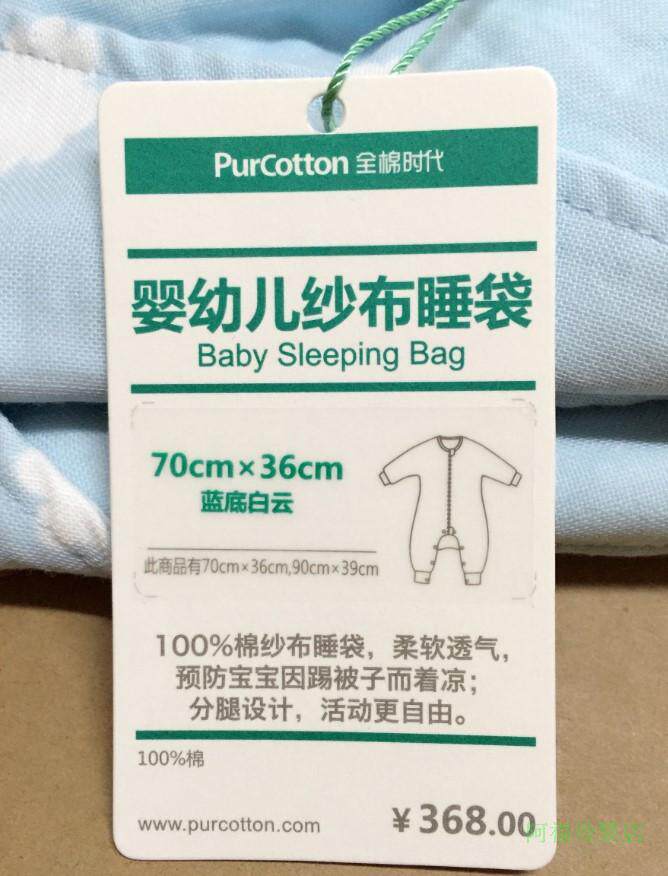 PurCotton 全棉时代
婴幼儿纱布睡袋
Baby Sleeping Bag
70cm×36cm
蓝底白云
此商品有70cm×36cm,90cm×39cm
100%棉纱布睡袋，柔软透气，
预防宝宝因踢被子而着凉；
分腿设计，活动更自由。
100%棉
www.purcotton.com
¥368.00